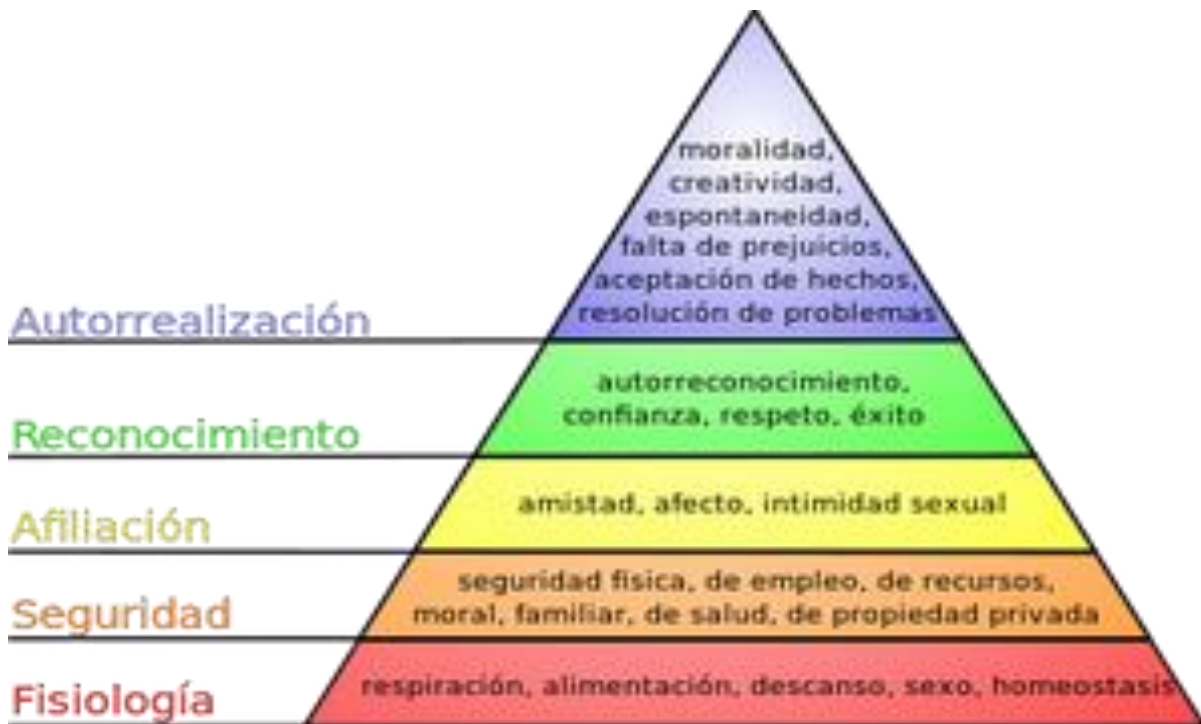 moralidad,
creatividad,
espontaneidad,
falta de prejuicios,
aceptación de hechos,
resolución de problemas
Autorrealización
autorreconocimiento,
confianza, respeto, éxito
Reconocimiento
amistad, afecto, intimidad sexual
Afiliación
seguridad física, de empleo, de recursos,
moral, familiar, de salud, de propiedad privada
Seguridad
respiración, alimentación, descanso, sexo, homeostasis
Fisiología